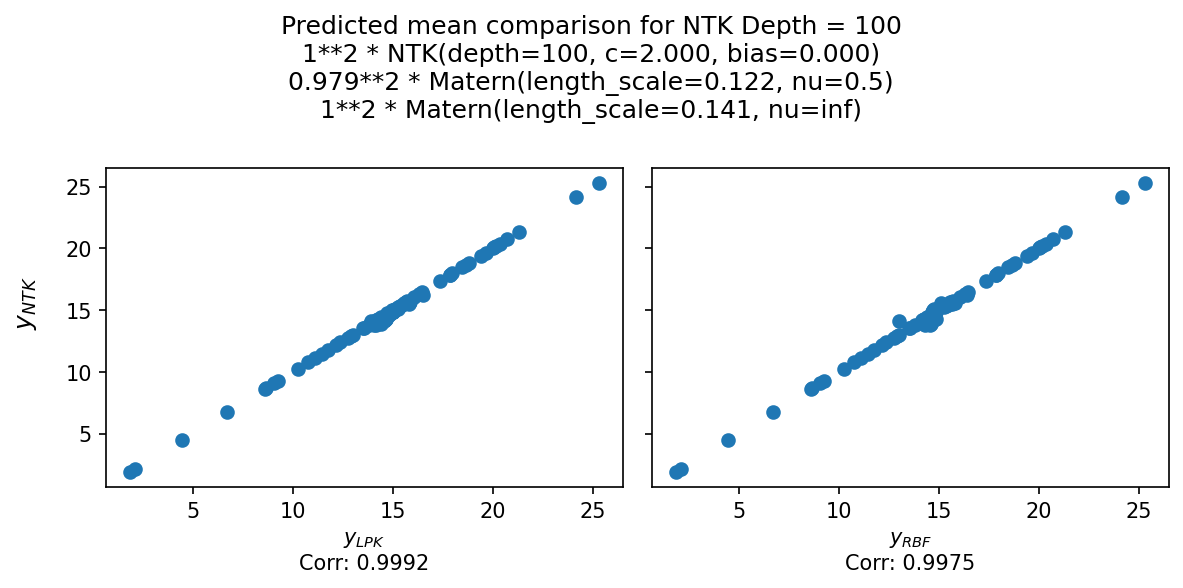 Predicted mean comparison for NTK Depth = 100
1**2 * NTK(depth=100, c=2.000, bias=0.000)
0.979**2 * Matern(length_scale=0.122, nu=0.5)
1**2 * Matern(length_scale=0.141, nu=inf)
25
20
15
10
5
y_NTK
5 10 15 20 25
y_LPK
Corr: 0.9992
5 10 15 20 25
y_RBF
Corr: 0.9975